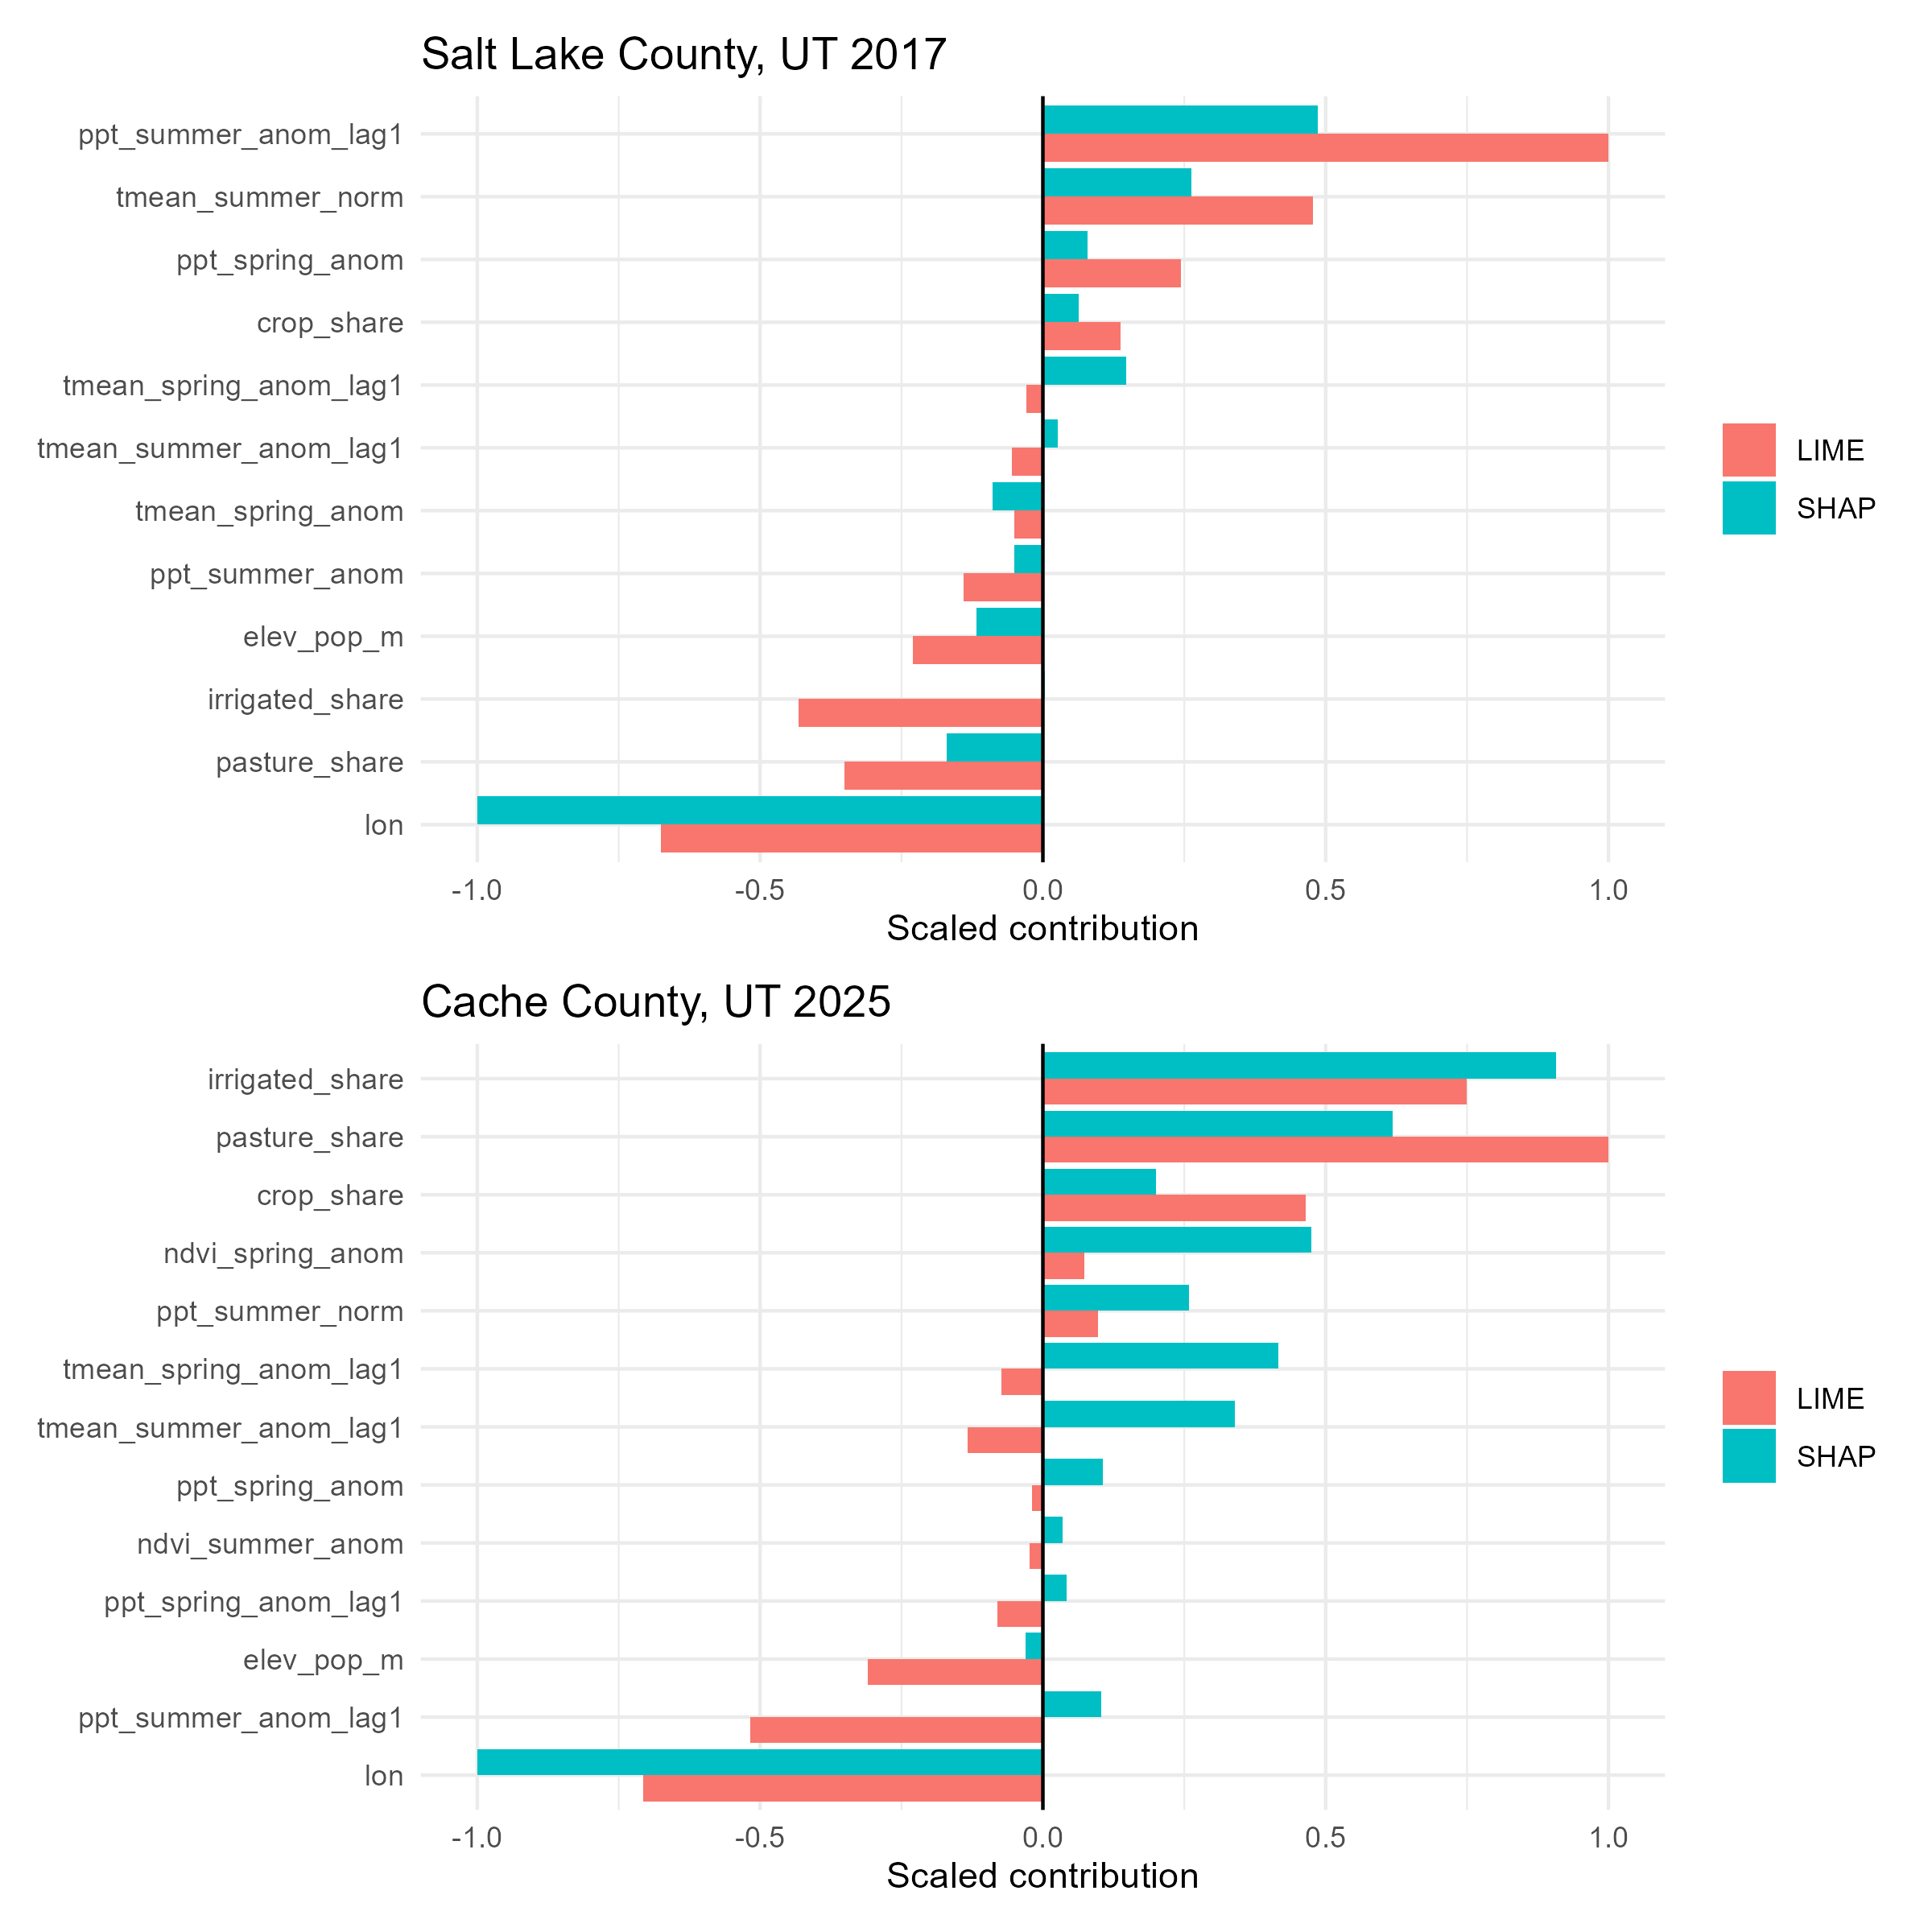 Salt Lake County, UT 2017
ppt_summer_anom_lag1
tmean_summer_norm
ppt_spring_anom
crop_share
tmean_spring_anom_lag1
tmean_summer_anom_lag1
tmean_spring_anom
ppt_summer_anom
elev_pop_m
irrigated_share
pasture_share
lon
-1.0 -0.5 0.0 0.5 1.0
Scaled contribution
LIME
SHAP
Cache County, UT 2025
irrigated_share
pasture_share
crop_share
ndvi_spring_anom
ppt_summer_norm
tmean_spring_anom_lag1
tmean_summer_anom_lag1
ppt_spring_anom
ndvi_summer_anom
ppt_spring_anom_lag1
elev_pop_m
ppt_summer_anom_lag1
lon
-1.0 -0.5 0.0 0.5 1.0
Scaled contribution
LIME
SHAP